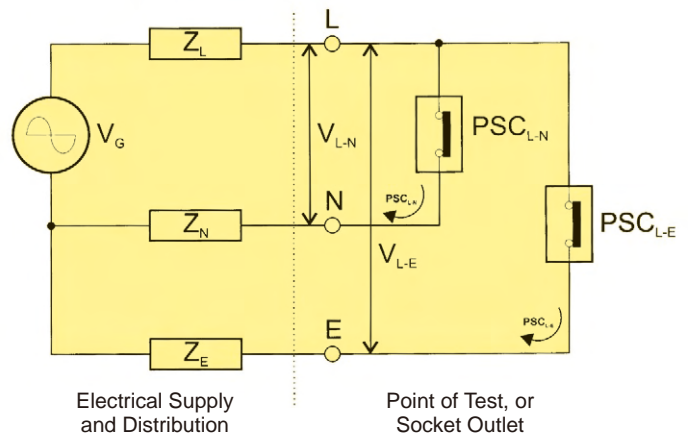 L
Z_L
V_G
V_L-N
PSC_L-N
PSC_L-N
N
Z_N
PSC_L-E
V_L-E
E
Z_E
Electrical Supply
and Distribution
Point of Test, or
Socket Outlet